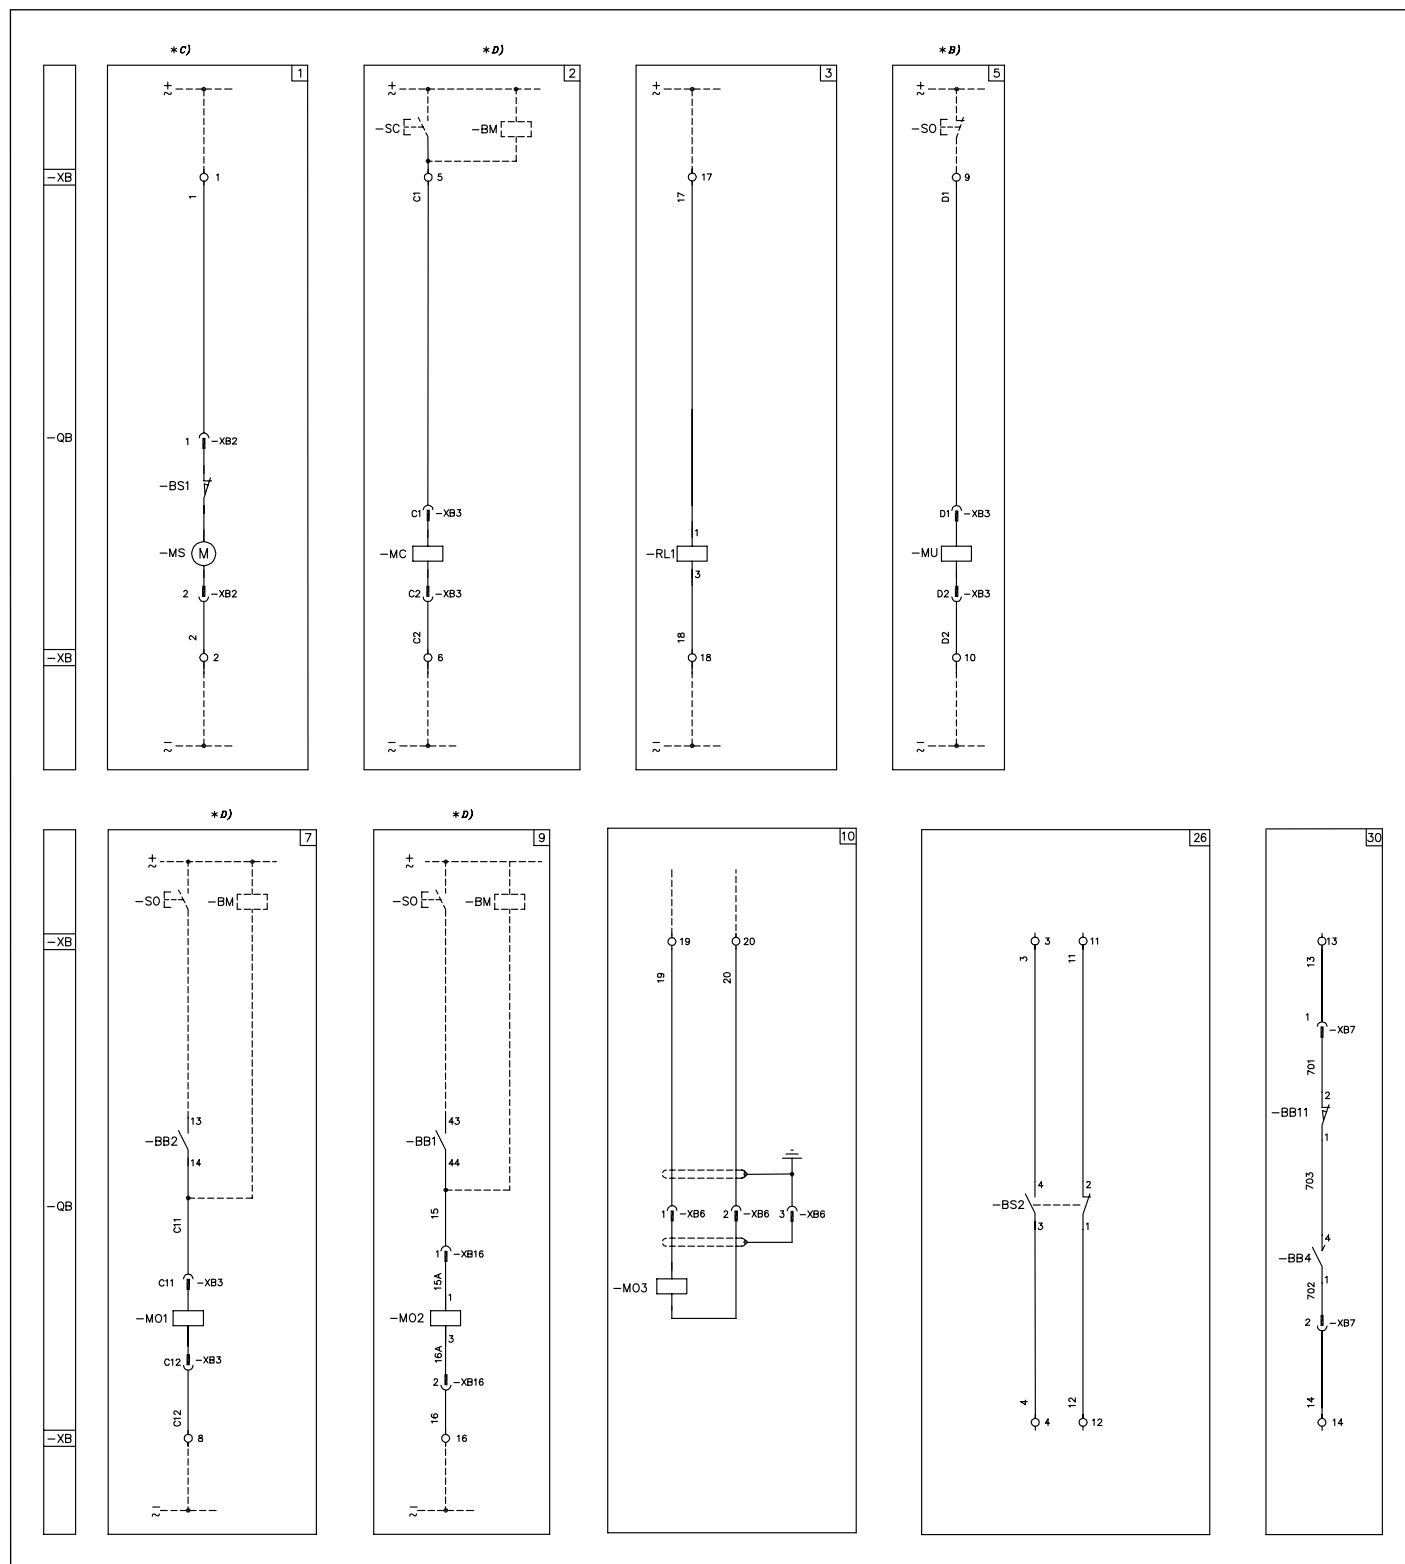 *C)
*D)
*B)
1
2
3
5
+
~
+
~
+
~
+
~
-SC
-BM
-SO
-XB
1
5
17
9
1
C1
17
D1
-QB
1
-XB2
-BS1
C1
-XB3
D1
-XB3
1
-MS
M
-MC
-RL1
-MU
3
2
-XB2
C2
-XB3
D2
-XB3
2
C2
18
D2
-XB
2
6
18
10
–
~
–
~
–
~
–
~
*D)
*D)
7
9
10
26
30
+
~
+
~
-SO
-BM
-SO
-BM
-XB
19
20
3
11
13
19
20
3
11
13
1
-XB7
701
2
-BB11
1
13
-BB2
14
43
-BB1
44
703
4
-BS2
3
2
1
-QB
C11
15
1
-XB6
2
-XB6
3
-XB6
4
-BB4
1
702
1
-XB16
15A
C11
-XB3
-MO3
1
-MO1
-MO2
3
2
-XB7
16A
C12
-XB3
2
-XB16
C12
16
4
12
14
-XB
8
16
4
12
14
–
~
–
~